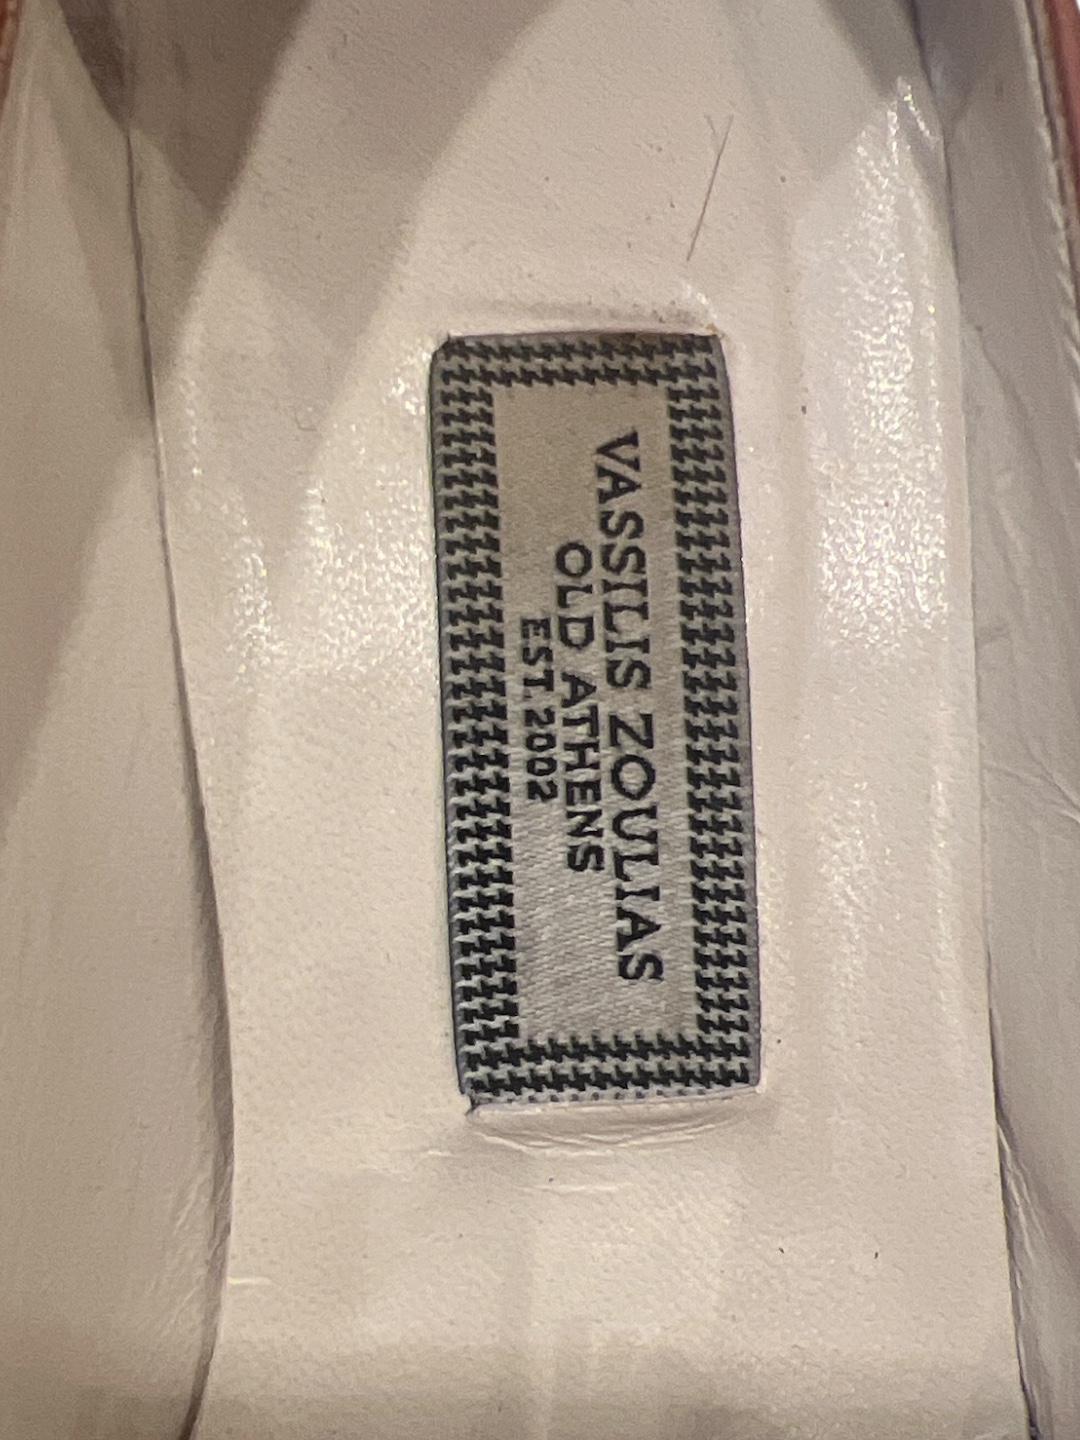 VASSILIS ZOULIAS
OLD ATHENS
EST. 2002